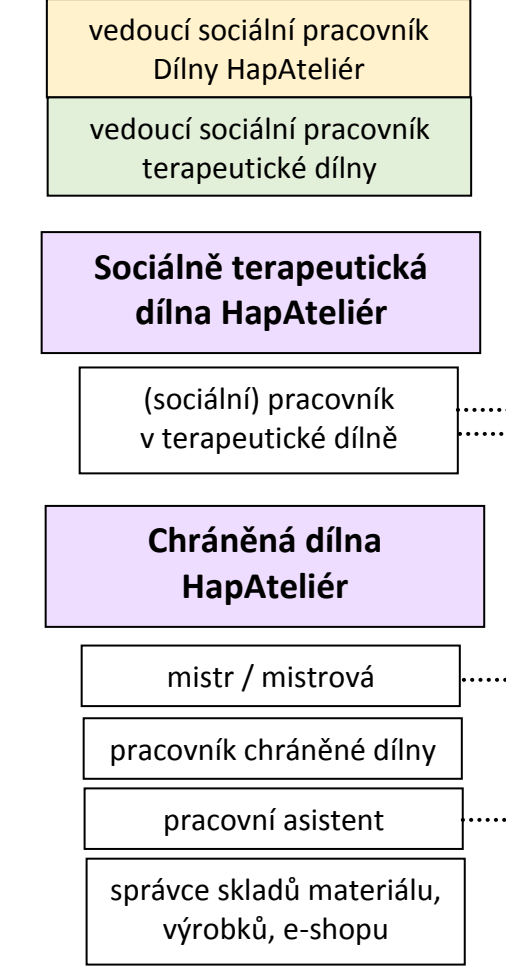 vedoucí sociální pracovník
Dílny HapAteliér
vedoucí sociální pracovník
terapeutické dílny
Sociálně terapeutická
dílna HapAteliér
(sociální) pracovník
v terapeutické dílně
Chráněná dílna
HapAteliér
mistr / mistrová
pracovník chráněné dílny
pracovní asistent
správce skladů materiálu,
výrobků, e-shopu